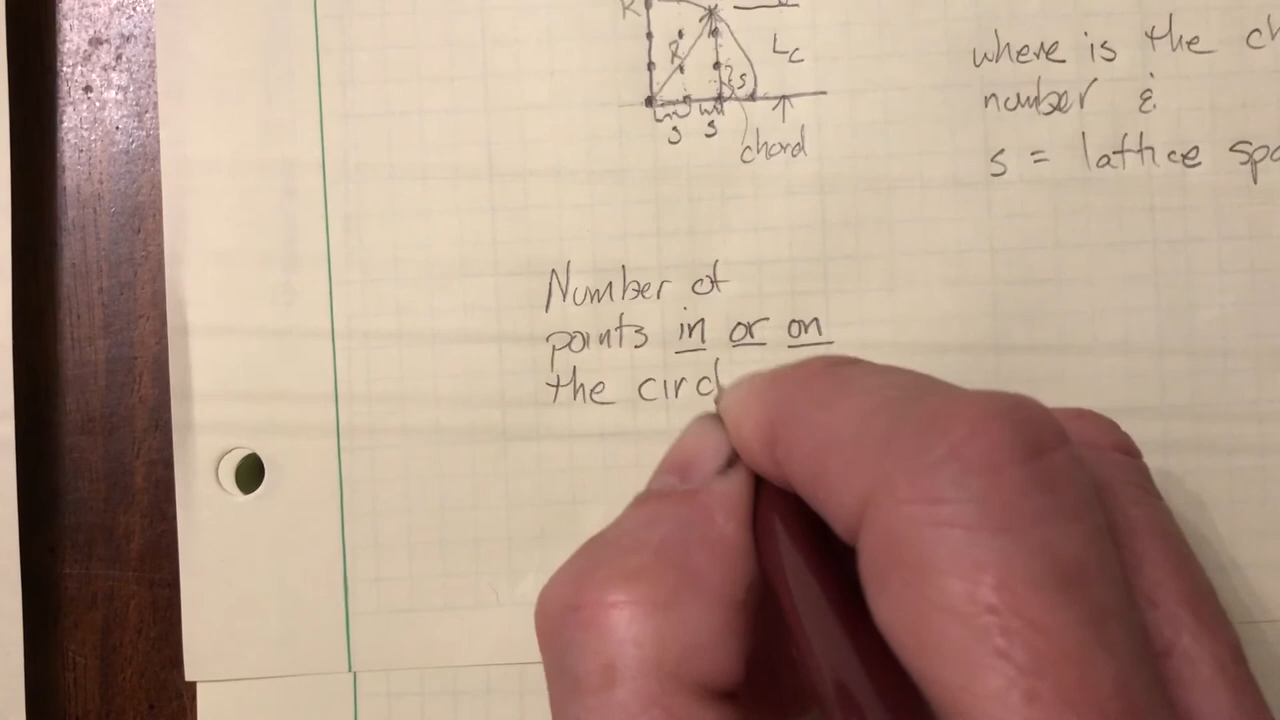 R
Lc
R
s
s
s
chord
where is the ch
number &
s = lattice spa
Number of
points in or on
the circl